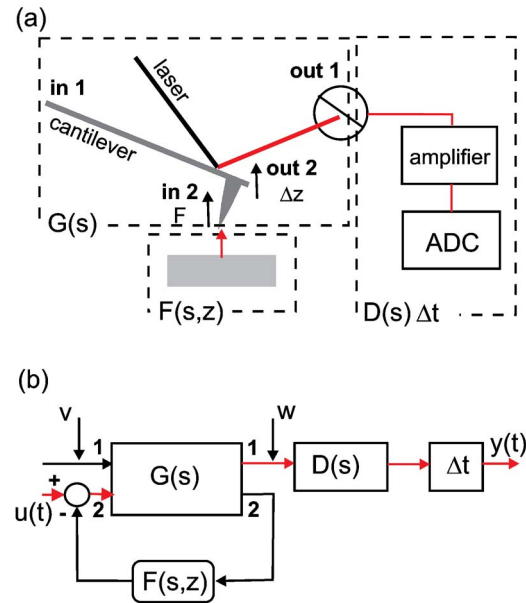 (a)
in 1
laser
cantilever
out 1
out 2
in 2
F
Δz
G(s)
F(s,z)
amplifier
ADC
D(s) Δt
(b)
v
w
1
1
G(s)
D(s)
Δt
y(t)
+
u(t)
-
2
2
F(s,z)